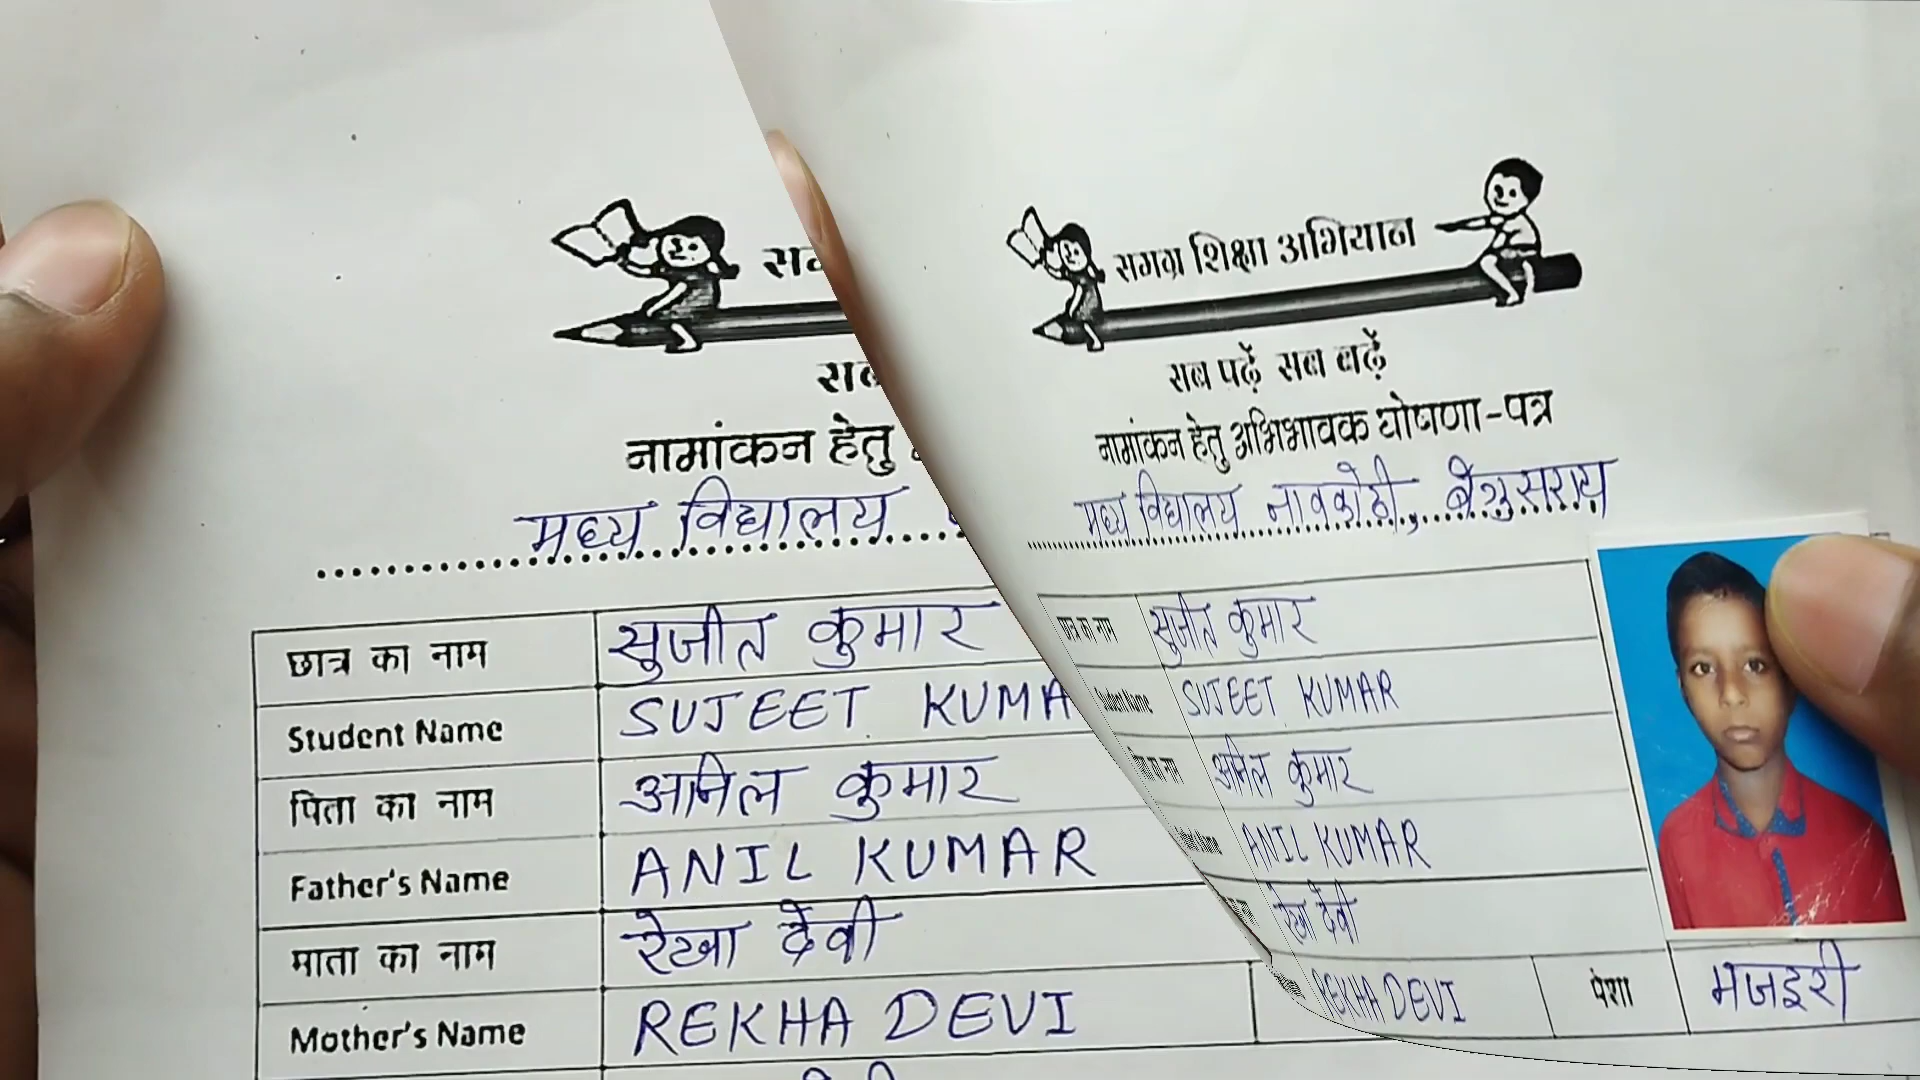 समग्र शिक्षा अभियान
सब पढ़ें सब बढ़ें
नामांकन हेतु
मध्य विद्यालय
छात्र का नाम सुजीत कुमार
Student Name SUJEET KUMA
पिता का नाम अनिल कुमार
Father's Name ANIL KUMAR
माता का नाम रेखा देवी
Mother's Name REKHA DEVI
नामांकन हेतु अभिभावक घोषणा-पत्र
मध्य विद्यालय नावकोठी, बेगुसराय
छात्र का नाम सुजीत कुमार
Student Name SUJEET KUMAR
अनिल कुमार
ANIL KUMAR
रेखा देवी
REKHA DEVI पेशा मजदूरी